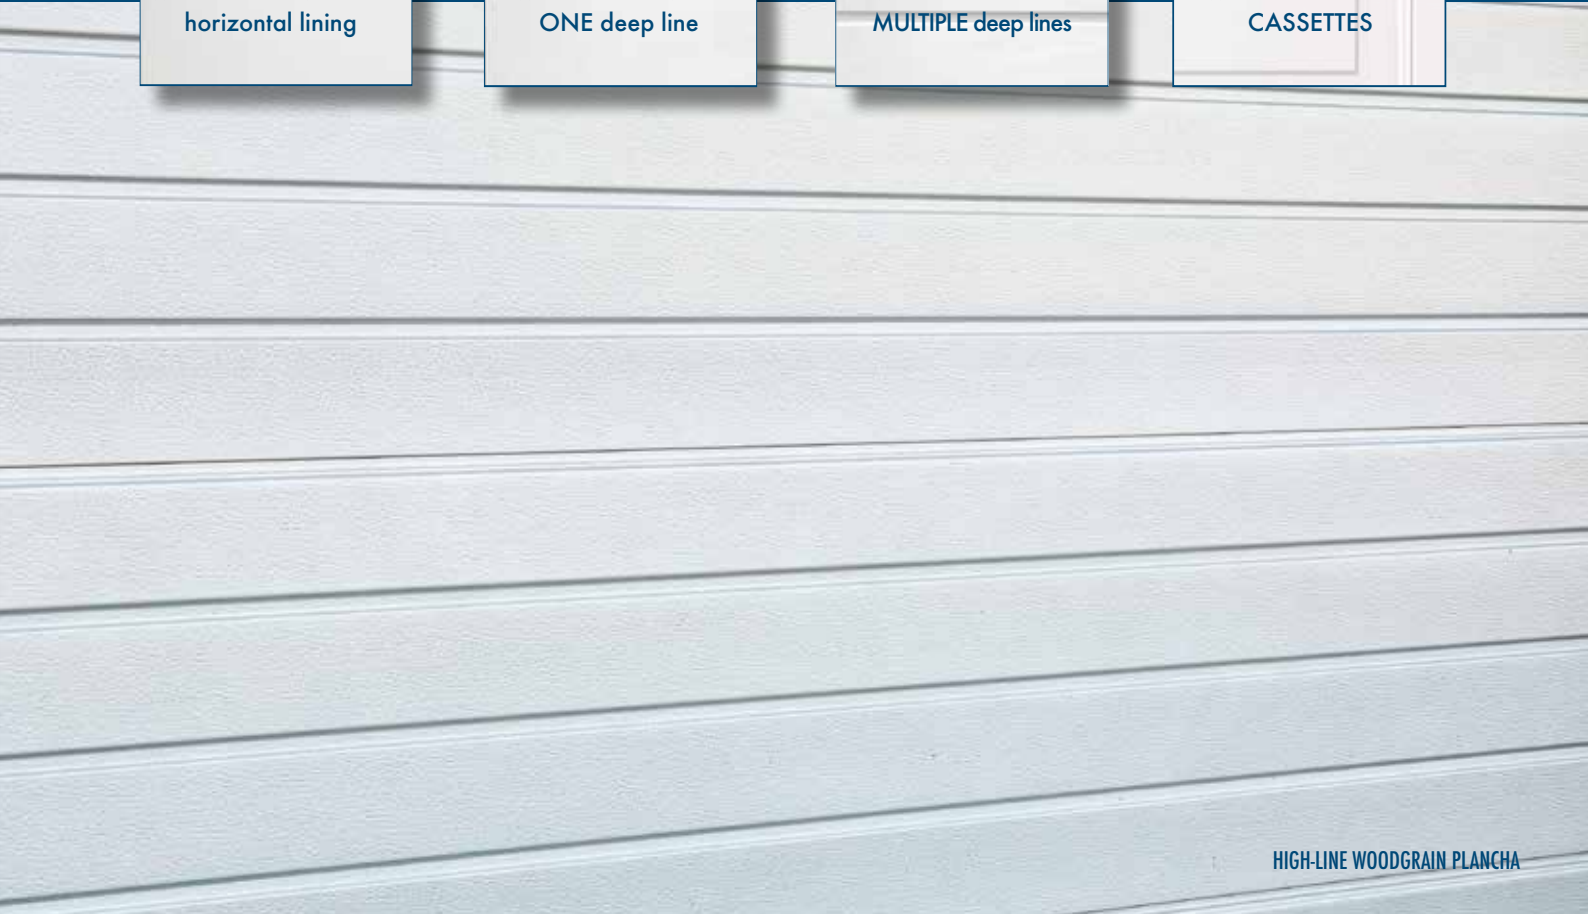 horizontal lining
ONE deep line
MULTIPLE deep lines
CASSETTES
HIGH-LINE WOODGRAIN PLANCHA